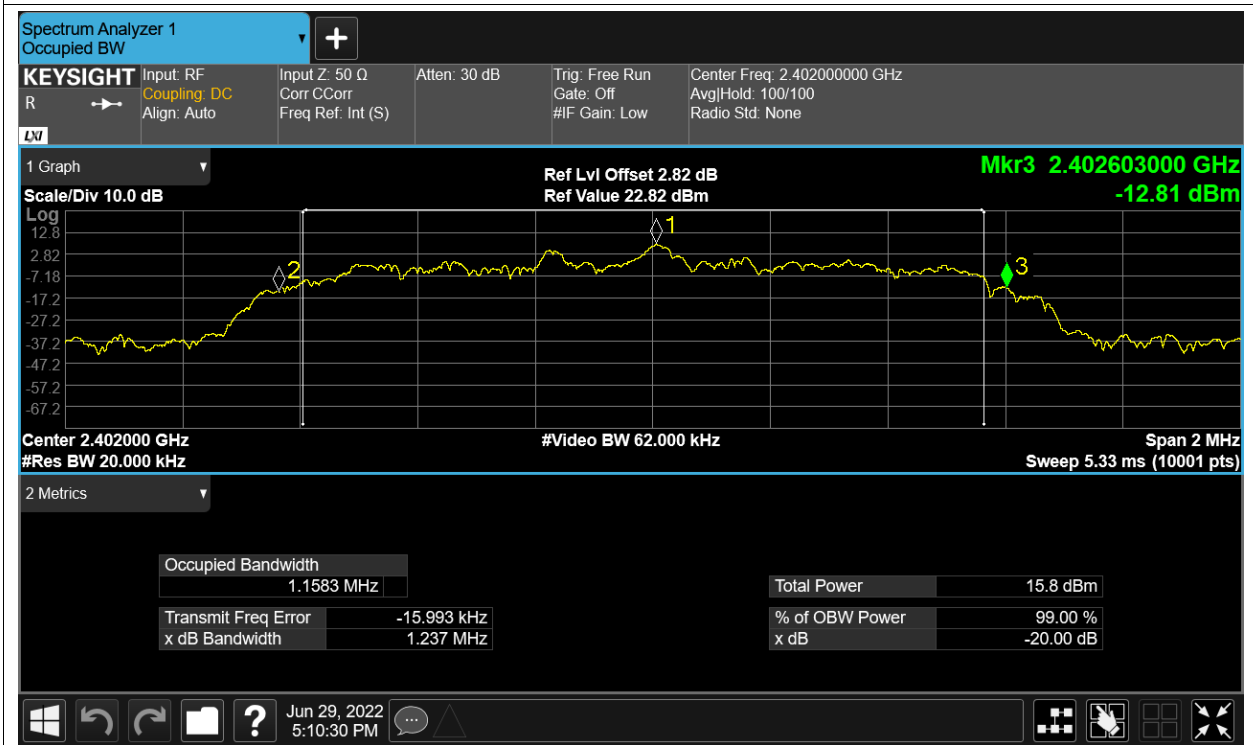 Spectrum Analyzer 1
Occupied BW
KEYSIGHT
R
LXI
Input: RF
Coupling: DC
Align: Auto
Input Z: 50 Ω
Corr CCorr
Freq Ref: Int (S)
Atten: 30 dB
Trig: Free Run
Gate: Off
#IF Gain: Low
Center Freq: 2.402000000 GHz
Avg|Hold: 100/100
Radio Std: None
1 Graph
Scale/Div 10.0 dB
Ref Lvl Offset 2.82 dB
Ref Value 22.82 dBm
Mkr3 2.402603000 GHz
-12.81 dBm
Log
12.8
2.82
-7.18
-17.2
-27.2
-37.2
-47.2
-57.2
-67.2
1
2
3
Center 2.402000 GHz
#Res BW 20.000 kHz
#Video BW 62.000 kHz
Span 2 MHz
Sweep 5.33 ms (10001 pts)
2 Metrics
Occupied Bandwidth
1.1583 MHz
Transmit Freq Error -15.993 kHz
x dB Bandwidth 1.237 MHz
Total Power 15.8 dBm
% of OBW Power 99.00 %
x dB -20.00 dB
?
Jun 29, 2022
5:10:30 PM